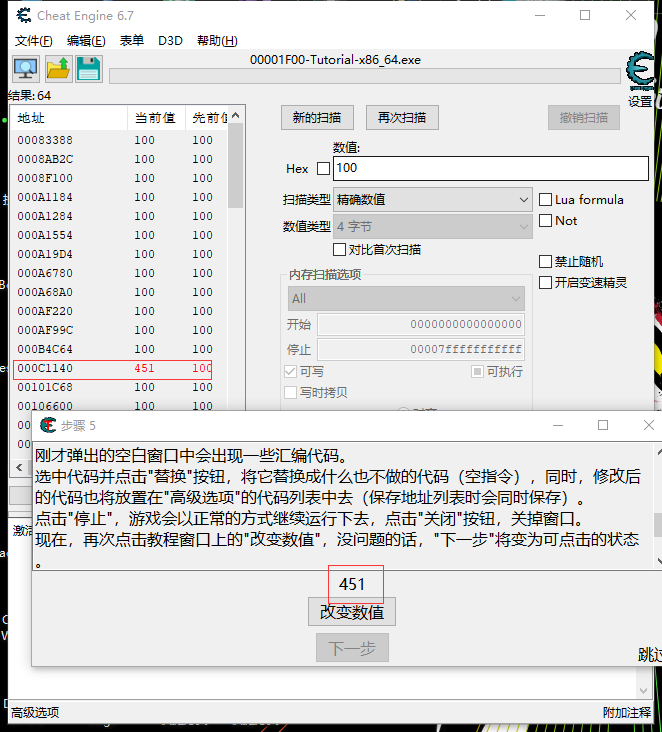 Cheat Engine 6.7
文件(F) 编辑(E) 表单 D3D 帮助(H)
00001F00-Tutorial-x86_64.exe
结果:64
设置
地址 当前值 先前值
00083388 100 100
0008AB2C 100 100
0008F100 100 100
000A1184 100 100
000A1284 100 100
000A1554 100 100
000A19D4 100 100
000A6780 100 100
000A68A0 100 100
000AF220 100 100
000AF99C 100 100
000B4C64 100 100
000C1140 451 100
00101C68 100 100
00106600 100 100
新的扫描 再次扫描 撤销扫描
数值:
Hex 100
扫描类型 精确数值
Lua formula
数值类型 4 字节
Not
对比首次扫描
内存扫描选项
禁止随机
All
开启变速精灵
开始 0000000000000000
停止 00007fffffffffff
可写 可执行
写时拷贝
步骤 5
刚才弹出的空白窗口中会出现一些汇编代码。
选中代码并点击"替换"按钮，将它替换成什么也不做的代码（空指令），同时，修改后
的代码也将放置在"高级选项"的代码列表中去（保存地址列表时会同时保存）。
点击"停止"，游戏会以正常的方式继续运行下去，点击"关闭"按钮，关掉窗口。
现在，再次点击教程窗口上的"改变数值"，没问题的话，"下一步"将变为可点击的状态
。
451
改变数值
下一步
跳过
高级选项 附加注释